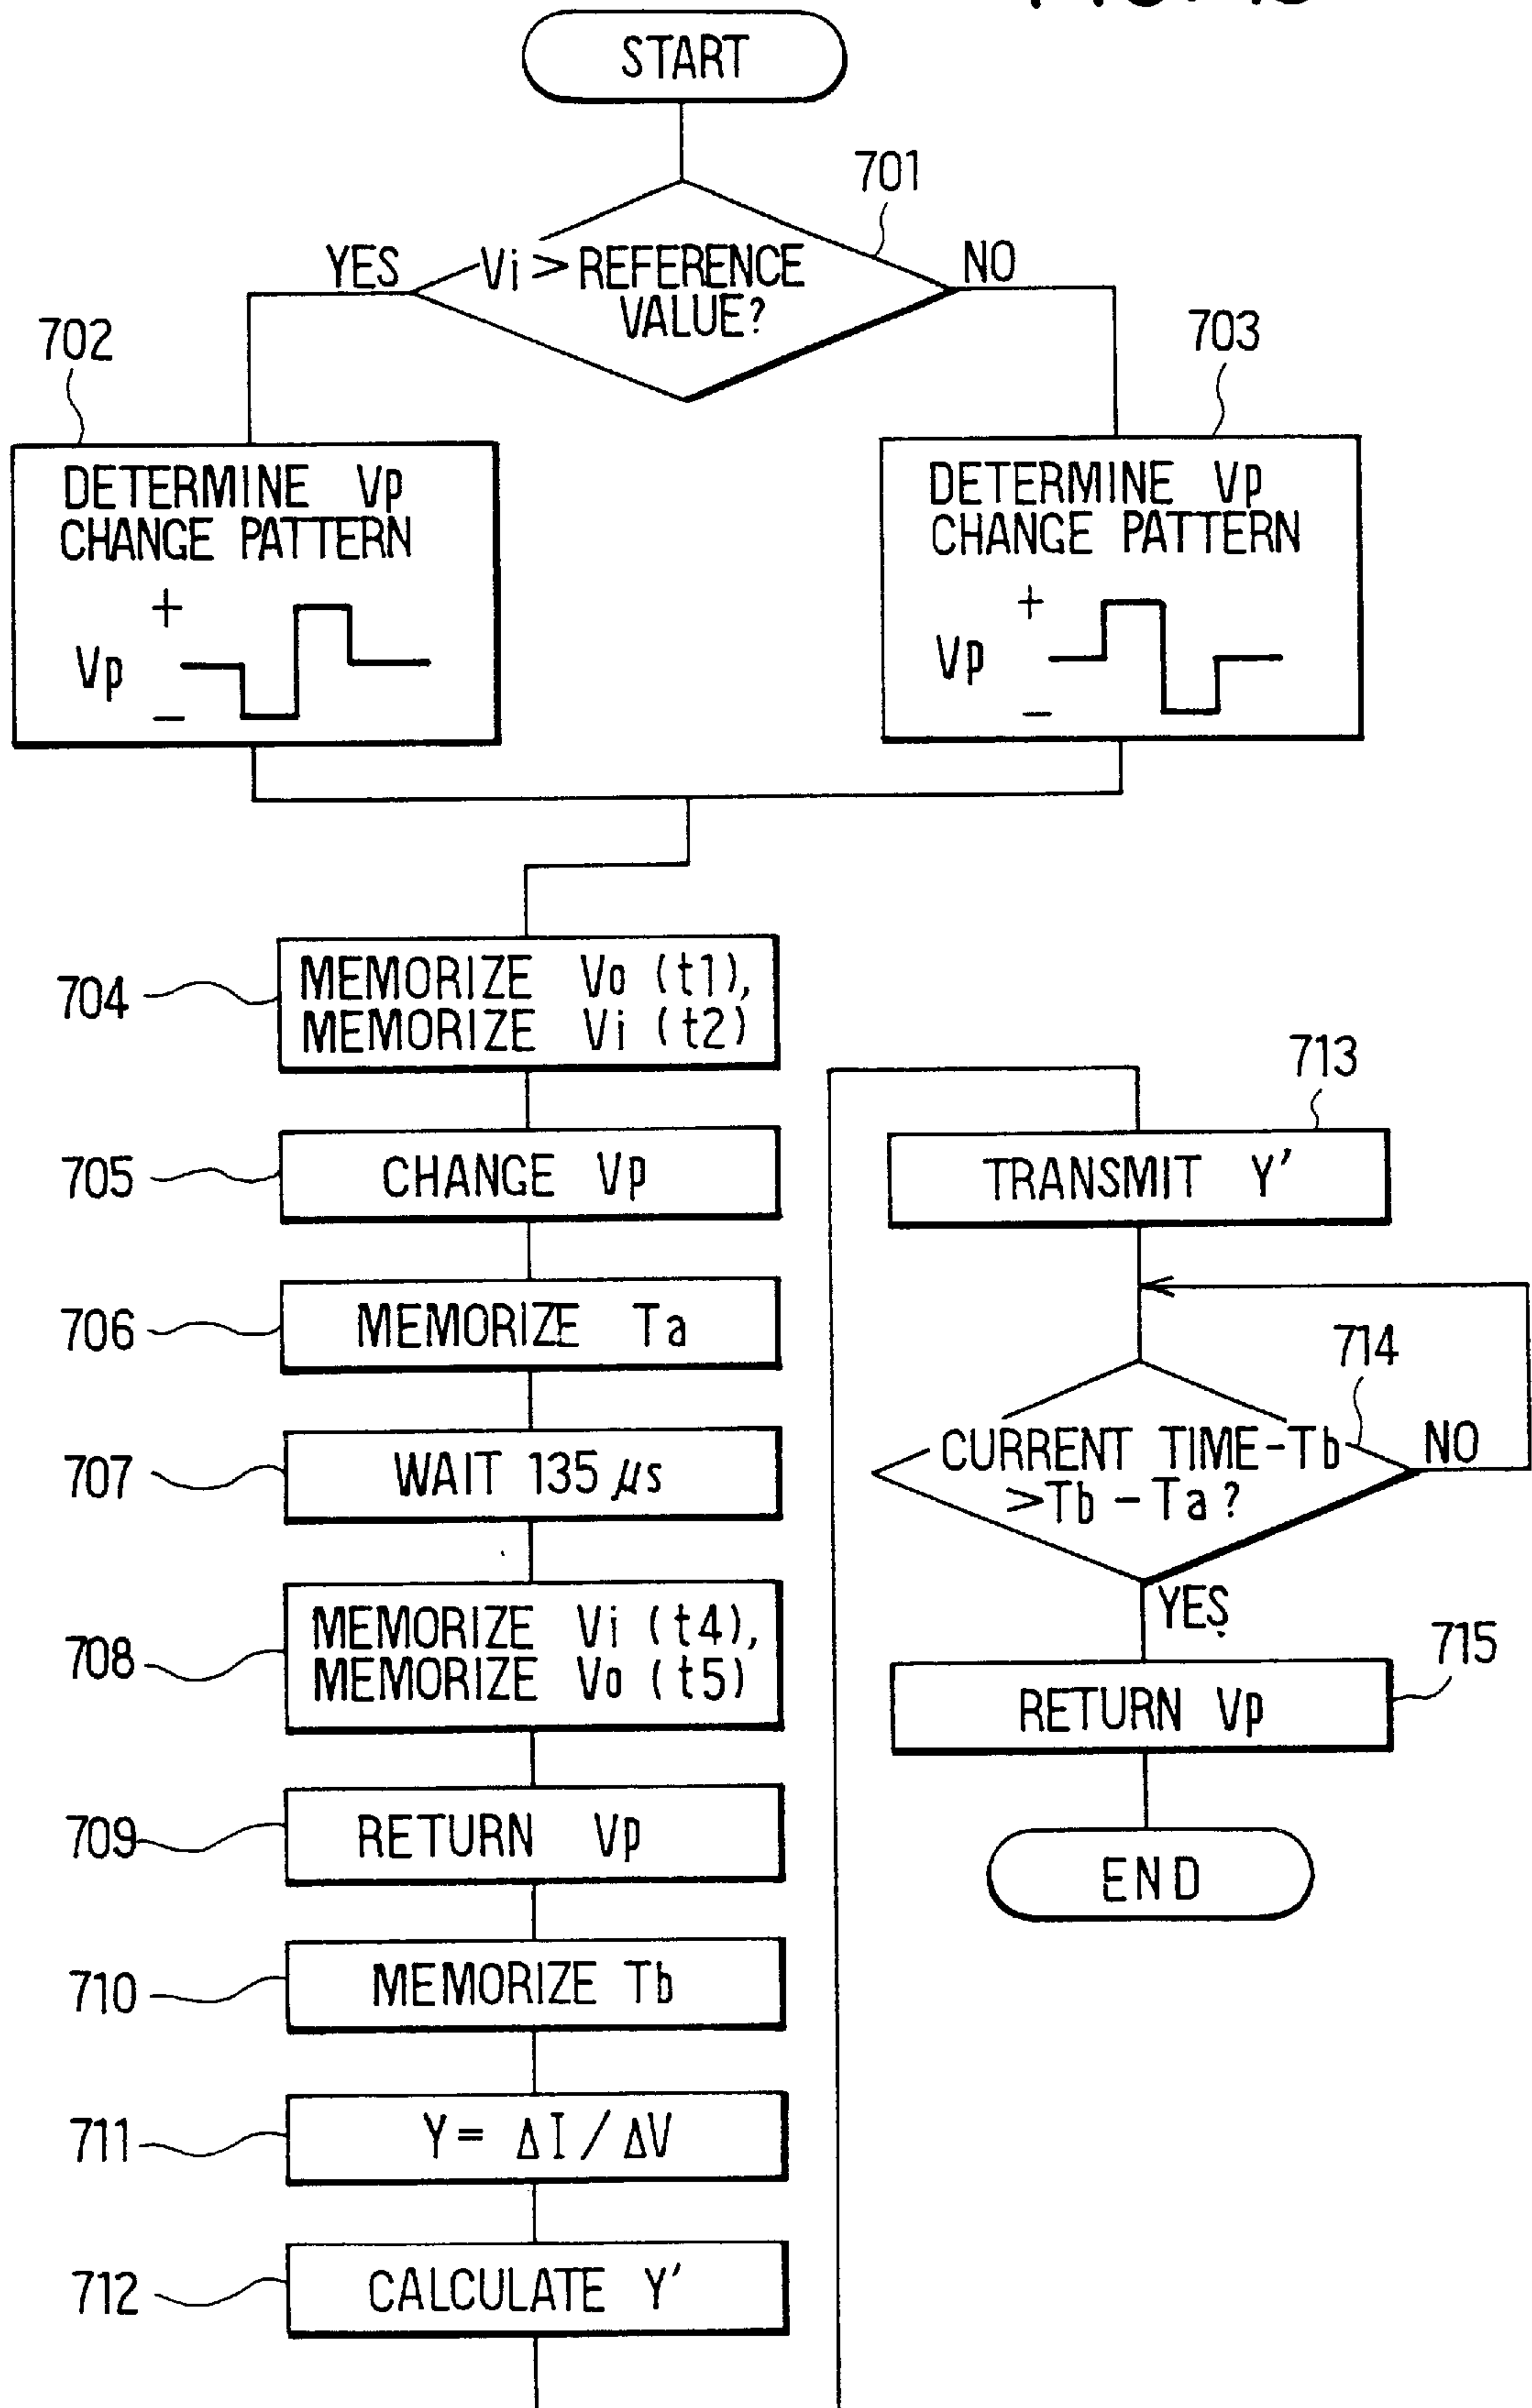 START
701
YES
Vi > REFERENCE
VALUE?
NO
702
703
DETERMINE Vp
CHANGE PATTERN
+
Vp
−
DETERMINE Vp
CHANGE PATTERN
+
Vp
−
704
MEMORIZE Vo (t1),
MEMORIZE Vi (t2)
705
CHANGE Vp
706
MEMORIZE Ta
707
WAIT 135 μs
708
MEMORIZE Vi (t4),
MEMORIZE Vo (t5)
709
RETURN Vp
710
MEMORIZE Tb
711
Y= ΔI/ΔV
712
CALCULATE Y'
713
TRANSMIT Y'
714
CURRENT TIME-Tb
>Tb-Ta?
NO
YES
715
RETURN Vp
END